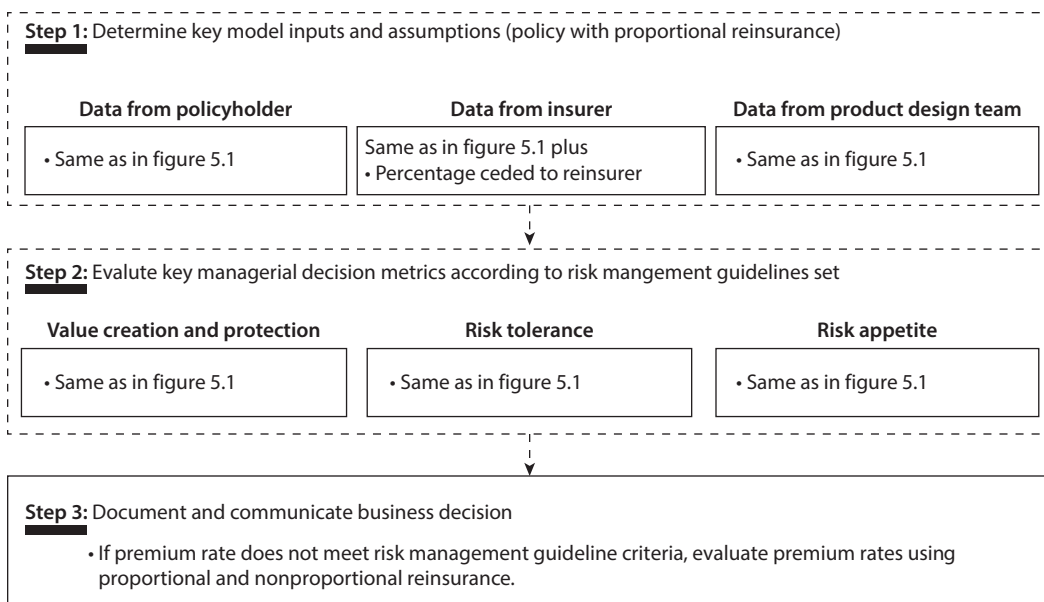 Step 1: Determine key model inputs and assumptions (policy with proportional reinsurance)
Data from policyholder
• Same as in figure 5.1
Data from insurer
Same as in figure 5.1 plus
• Percentage ceded to reinsurer
Data from product design team
• Same as in figure 5.1
Step 2: Evalute key managerial decision metrics according to risk mangement guidelines set
Value creation and protection
• Same as in figure 5.1
Risk tolerance
• Same as in figure 5.1
Risk appetite
• Same as in figure 5.1
Step 3: Document and communicate business decision
• If premium rate does not meet risk management guideline criteria, evaluate premium rates using
proportional and nonproportional reinsurance.